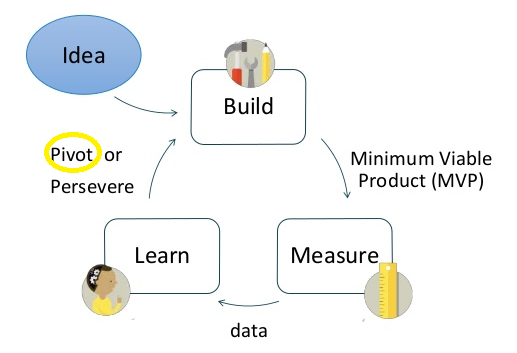 Idea
Build
Pivot or
Persevere
Minimum Viable
Product (MVP)
Learn
Measure
data